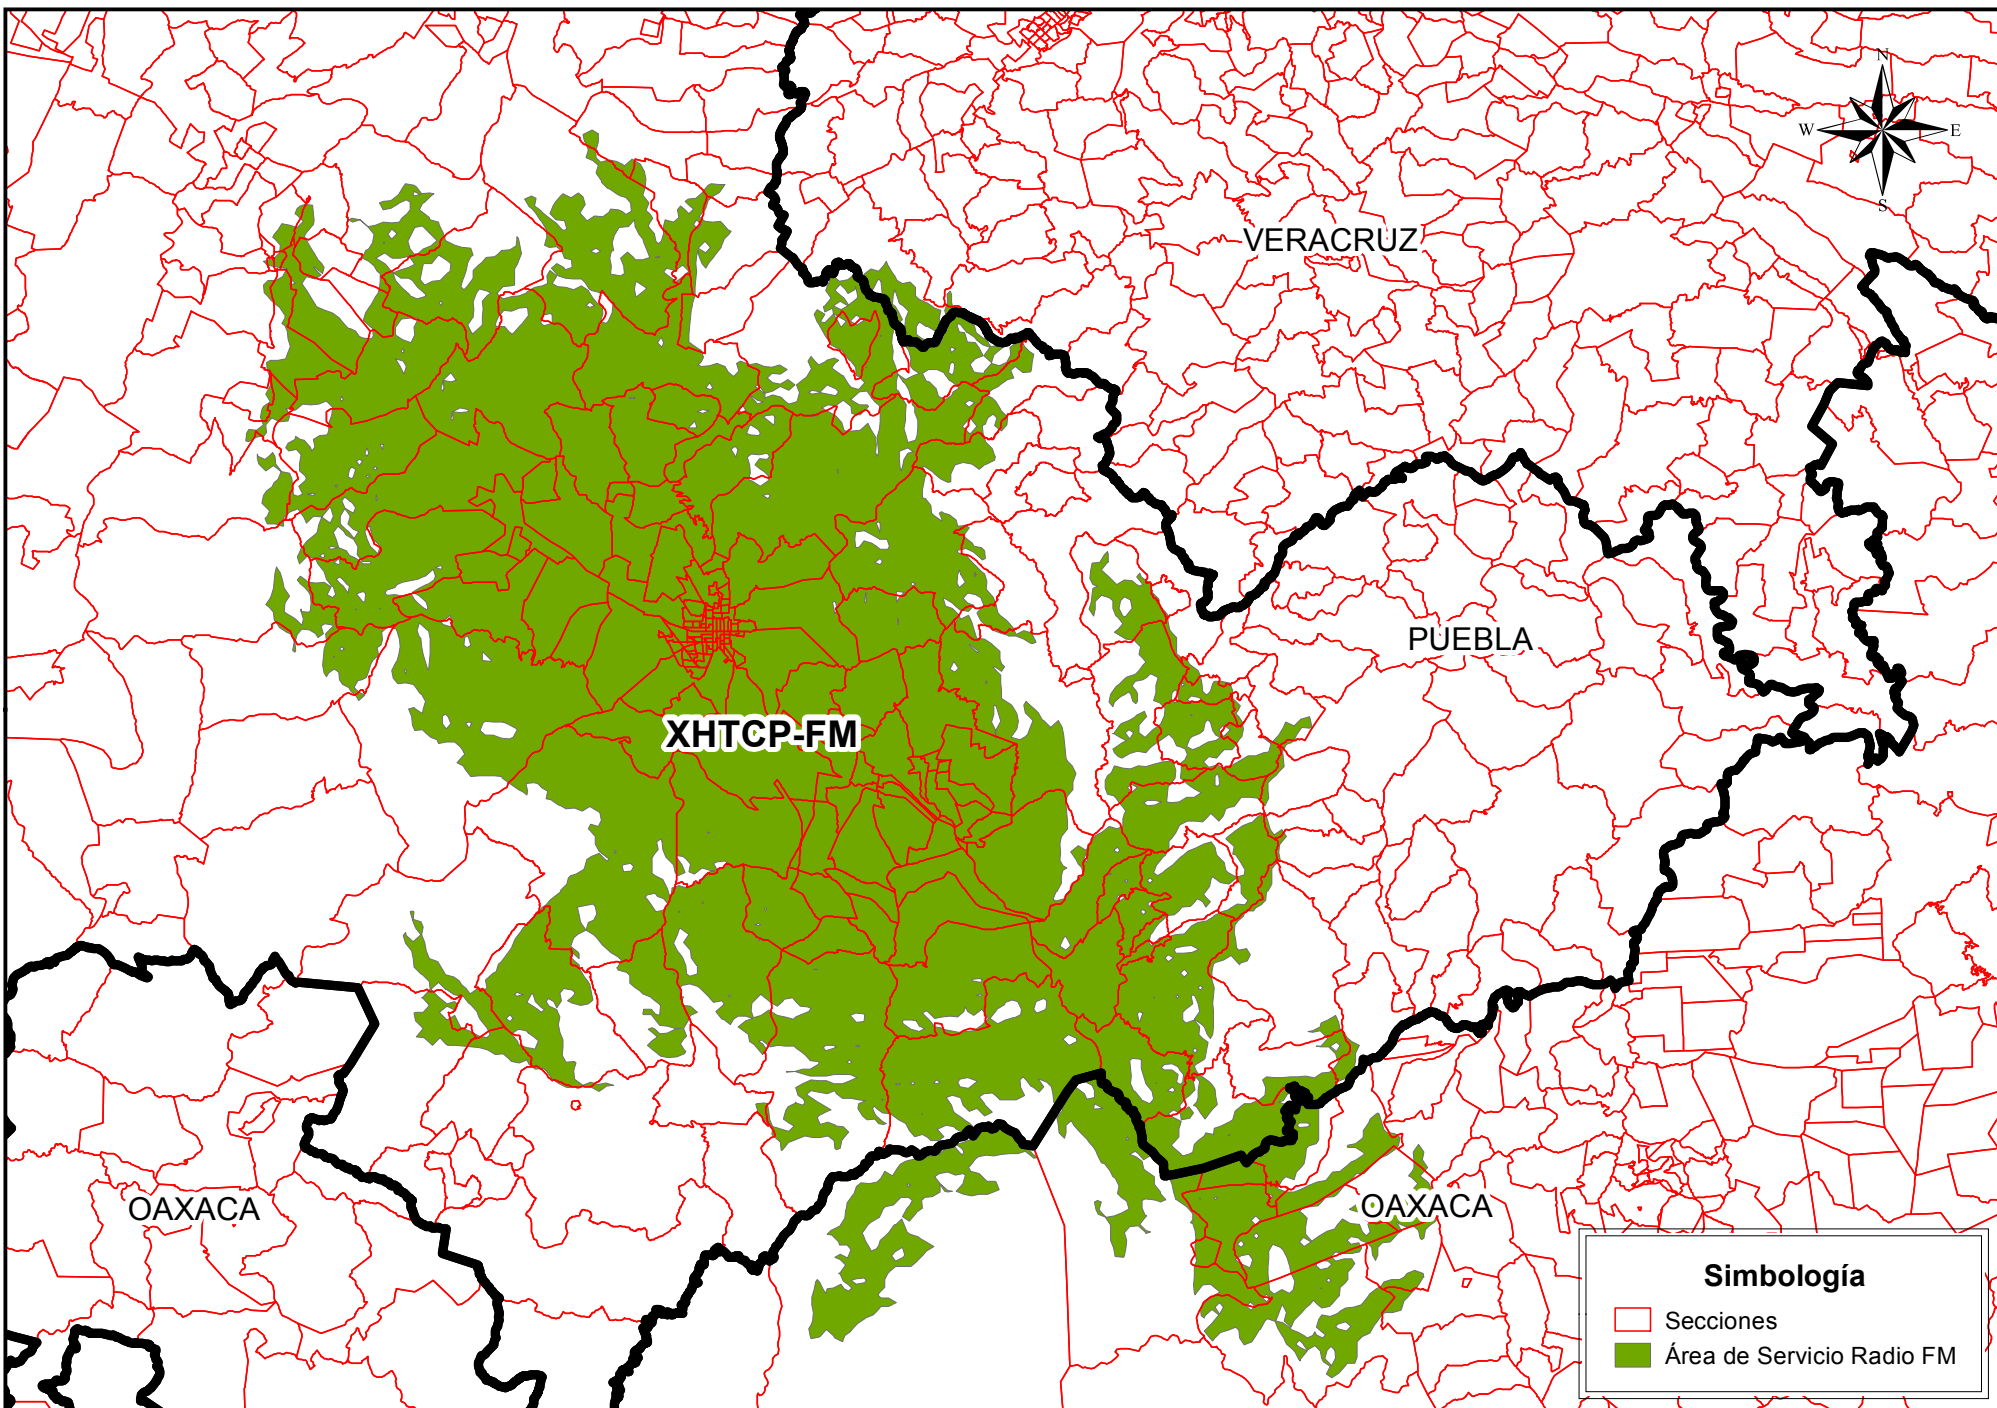 N
W
E
S
VERACRUZ
PUEBLA
XHTCP-FM
OAXACA
OAXACA
Simbología
Secciones
Área de Servicio Radio FM